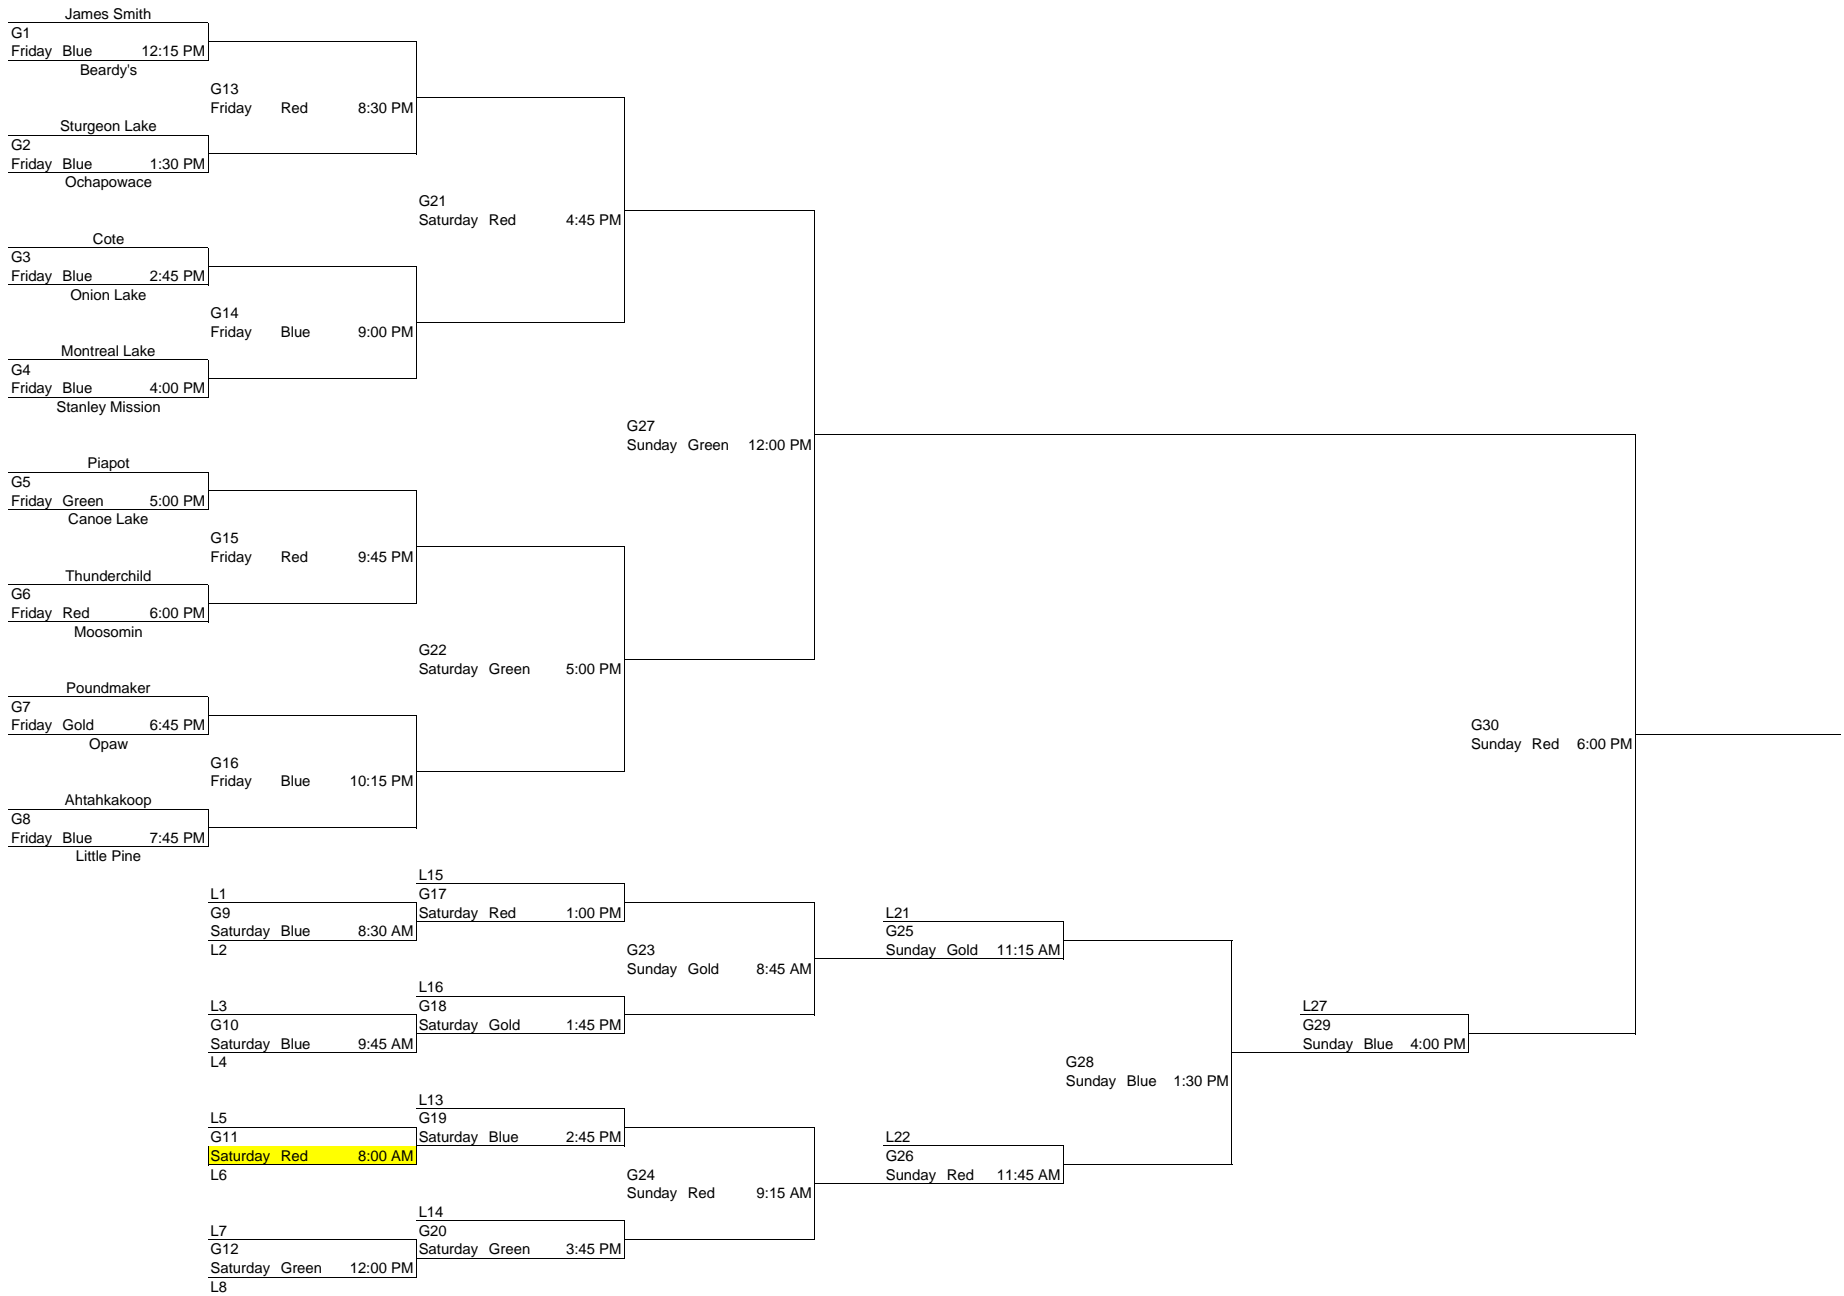 James Smith
G1
Friday Blue 12:15 PM
Beardy's
G13
Friday Red 8:30 PM
Sturgeon Lake
G2
Friday Blue 1:30 PM
Ochapowace
G21
Saturday Red 4:45 PM
Cote
G3
Friday Blue 2:45 PM
Onion Lake
G14
Friday Blue 9:00 PM
Montreal Lake
G4
Friday Blue 4:00 PM
Stanley Mission
G27
Sunday Green 12:00 PM
Piapot
G5
Friday Green 5:00 PM
Canoe Lake
G15
Friday Red 9:45 PM
Thunderchild
G6
Friday Red 6:00 PM
Moosomin
G22
Saturday Green 5:00 PM
Poundmaker
G7
Friday Gold 6:45 PM
Opaw
G30
Sunday Red 6:00 PM
G16
Friday Blue 10:15 PM
Ahtahkakoop
G8
Friday Blue 7:45 PM
Little Pine
L15
G17
Saturday Red 1:00 PM
L1
G9
Saturday Blue 8:30 AM
L2
L21
G25
Sunday Gold 11:15 AM
G23
Sunday Gold 8:45 AM
L16
G18
Saturday Gold 1:45 PM
L3
G10
Saturday Blue 9:45 AM
L4
L27
G29
Sunday Blue 4:00 PM
G28
Sunday Blue 1:30 PM
L13
G19
Saturday Blue 2:45 PM
L5
G11
Saturday Red 8:00 AM
L6
L22
G26
Sunday Red 11:45 AM
G24
Sunday Red 9:15 AM
L14
G20
Saturday Green 3:45 PM
L7
G12
Saturday Green 12:00 PM
L8